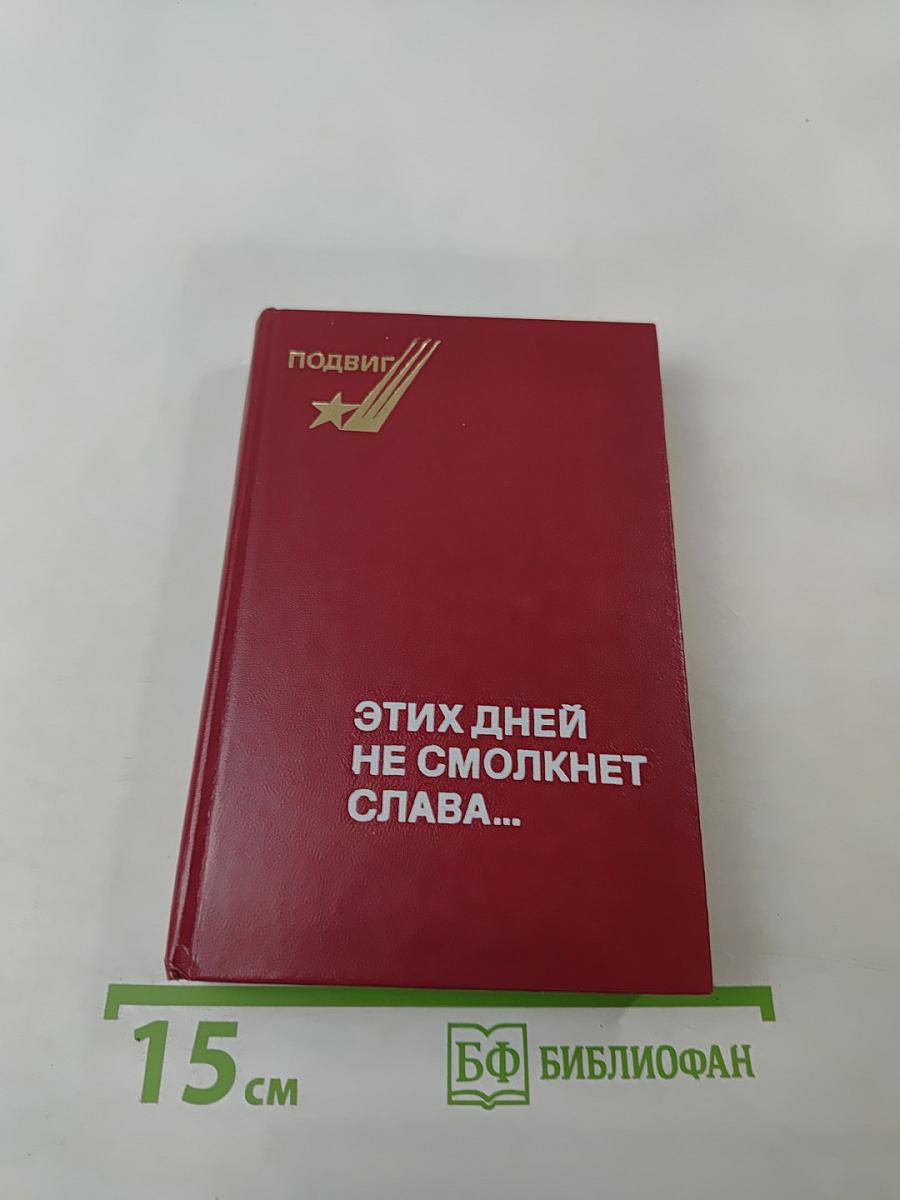 ПОДВИГ
ЭТИХ ДНЕЙ
НЕ СМОЛКНЕТ
СЛАВА...
15 см
БФ БИБЛИОФАН